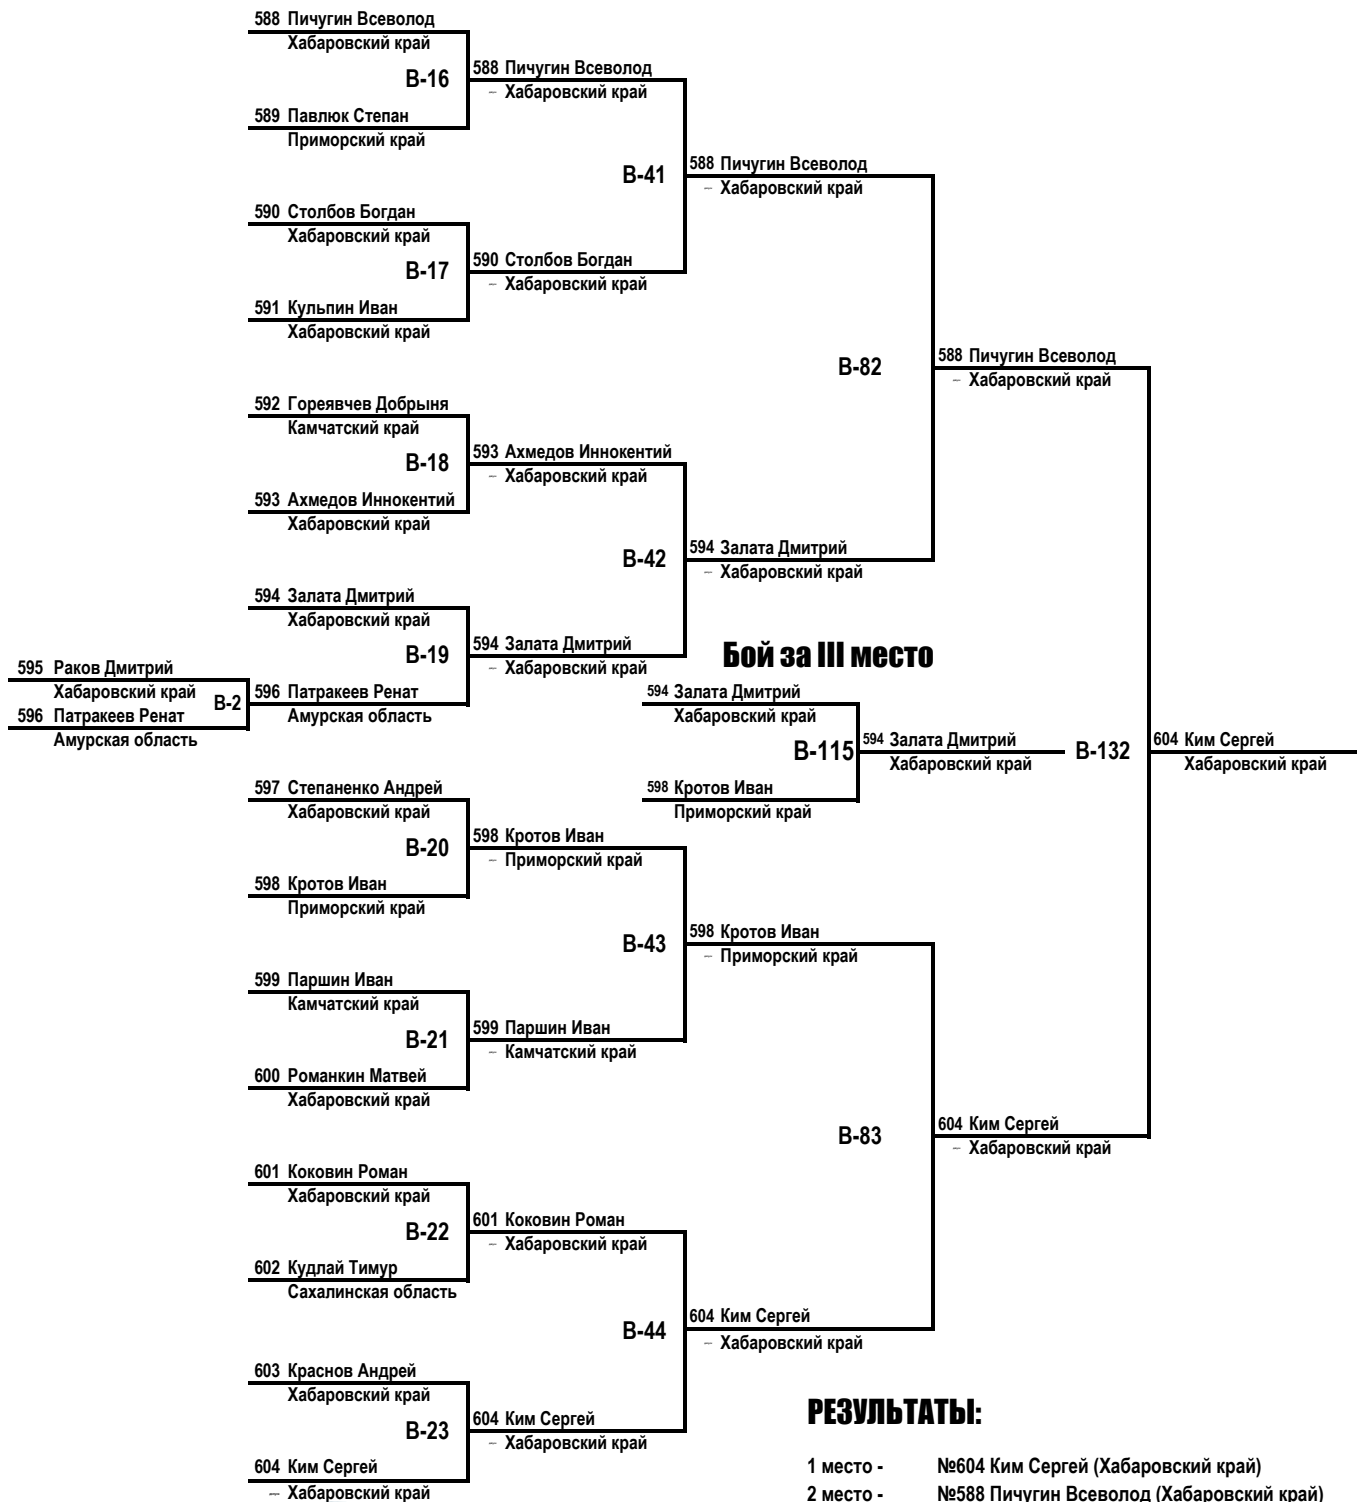 588 Пичугин Всеволод
Хабаровский край
B-16
589 Павлюк Степан
Приморский край
588 Пичугин Всеволод
Хабаровский край
B-41
590 Столбов Богдан
Хабаровский край
B-17
591 Кульпин Иван
Хабаровский край
590 Столбов Богдан
Хабаровский край
588 Пичугин Всеволод
Хабаровский край
B-82
592 Гореявчев Добрыня
Камчатский край
B-18
593 Ахмедов Иннокентий
Хабаровский край
593 Ахмедов Иннокентий
Хабаровский край
B-42
594 Залата Дмитрий
Хабаровский край
B-19
595 Раков Дмитрий
Хабаровский край
B-2
596 Патракеев Ренат
Амурская область
596 Патракеев Ренат
Амурская область
594 Залата Дмитрий
Хабаровский край
594 Залата Дмитрий
Хабаровский край
588 Пичугин Всеволод
Хабаровский край
Бой за III место
594 Залата Дмитрий
Хабаровский край
B-115
598 Кротов Иван
Приморский край
594 Залата Дмитрий
Хабаровский край
B-132
604 Ким Сергей
Хабаровский край
597 Степаненко Андрей
Хабаровский край
B-20
598 Кротов Иван
Приморский край
598 Кротов Иван
Приморский край
B-43
599 Паршин Иван
Камчатский край
B-21
600 Романкин Матвей
Хабаровский край
599 Паршин Иван
Камчатский край
598 Кротов Иван
Приморский край
B-83
604 Ким Сергей
Хабаровский край
601 Коковин Роман
Хабаровский край
B-22
602 Кудлай Тимур
Сахалинская область
601 Коковин Роман
Хабаровский край
B-44
604 Ким Сергей
Хабаровский край
603 Краснов Андрей
Хабаровский край
B-23
604 Ким Сергей
Хабаровский край
604 Ким Сергей
Хабаровский край
РЕЗУЛЬТАТЫ:
1 место - №604 Ким Сергей (Хабаровский край)
2 место - №588 Пичугин Всеволод (Хабаровский край)